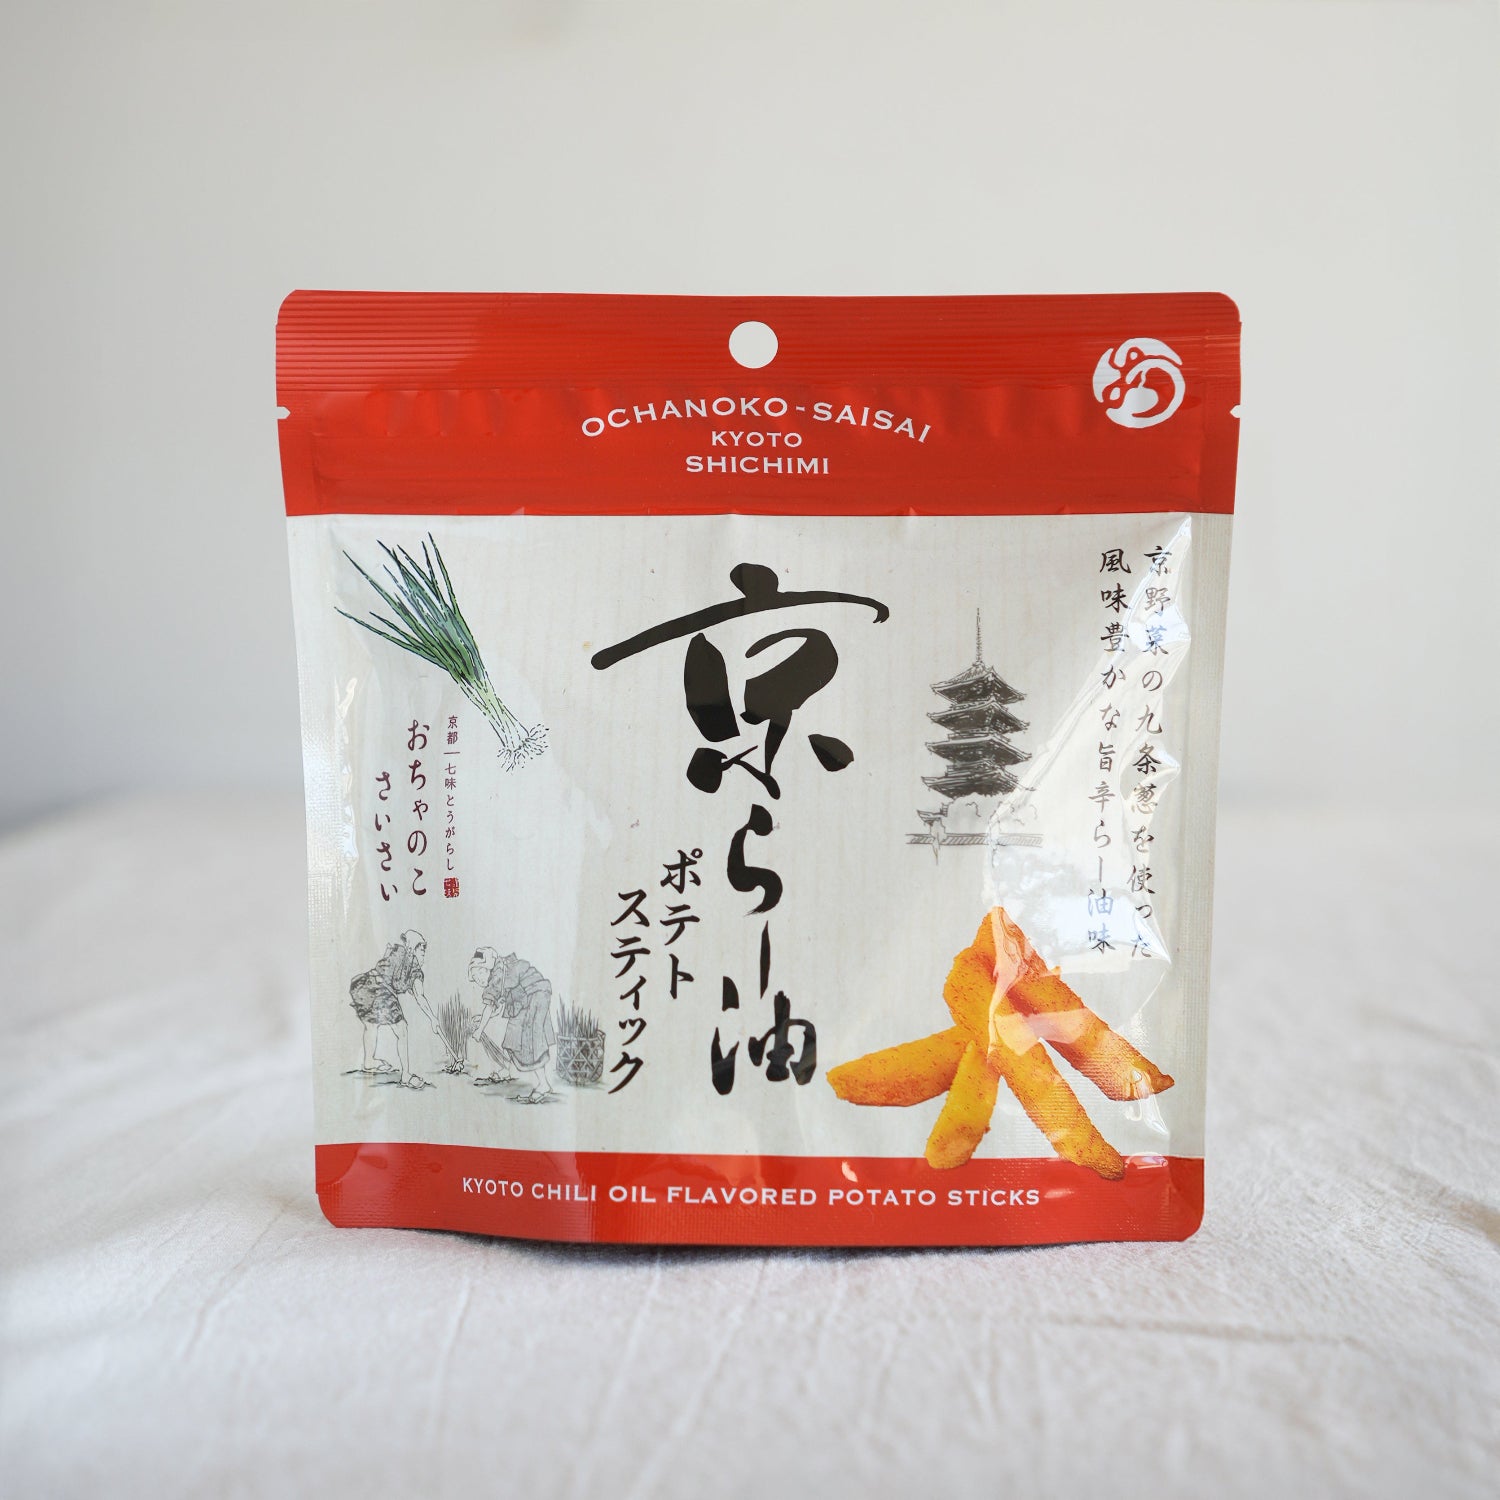 OCHANOKO-SAISAI
KYOTO
SHICHIMI
京野菜の九条葱を使った
風味豊かな旨辛らー油味
京らー油
ポテト
スティック
京都 七味とうがらし
おちゃのこ
さいさい
KYOTO CHILI OIL FLAVORED POTATO STICKS